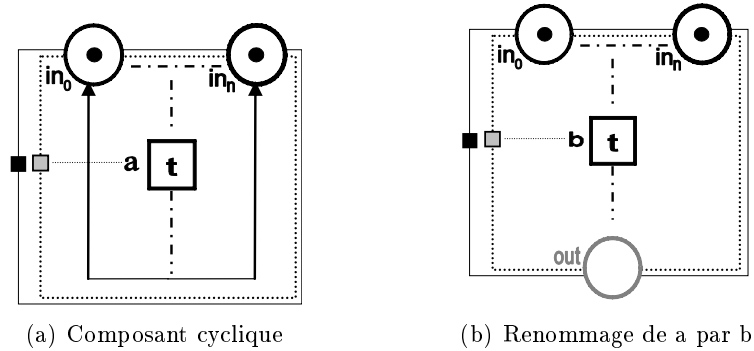 in₀ inₙ
a t
in₀ inₙ
b t
out
(a) Composant cyclique
(b) Renommage de a par b